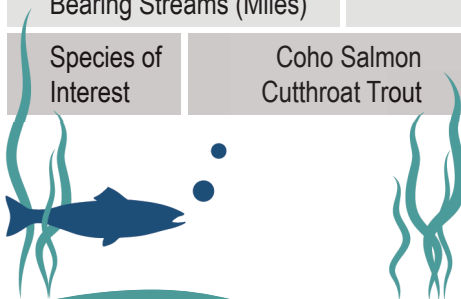 Bearing Streams (Miles)
Species of Coho Salmon
Interest Cutthroat Trout